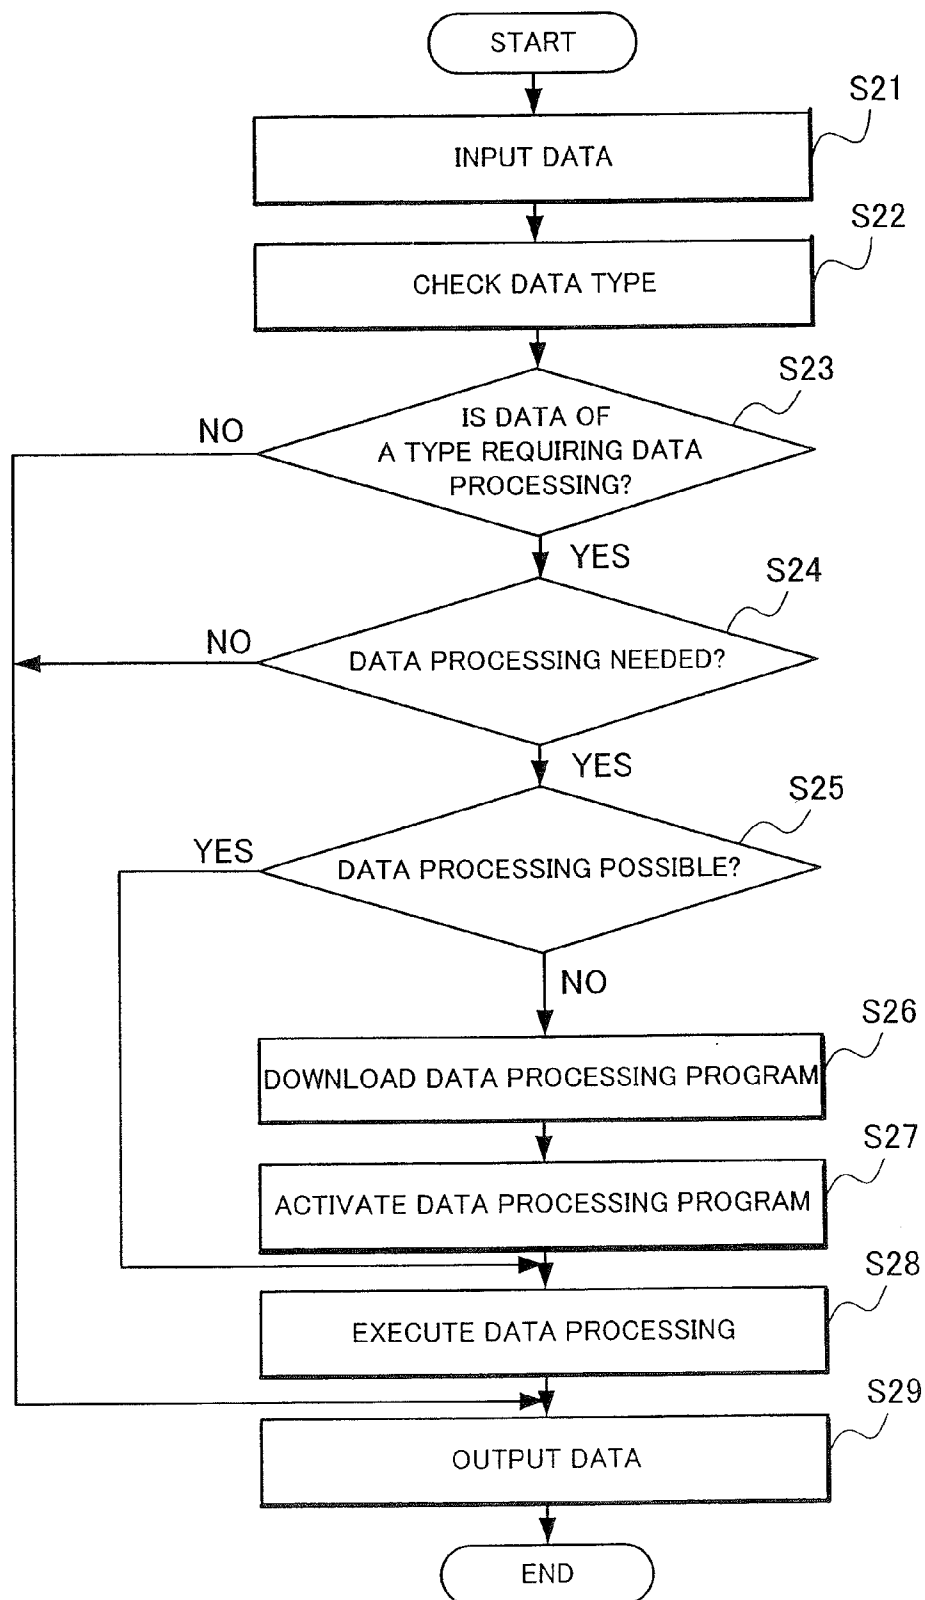 START
S21
INPUT DATA
S22
CHECK DATA TYPE
S23
IS DATA OF
A TYPE REQUIRING DATA
PROCESSING?
NO
YES
S24
NO
DATA PROCESSING NEEDED?
YES
S25
YES
DATA PROCESSING POSSIBLE?
NO
S26
DOWNLOAD DATA PROCESSING PROGRAM
S27
ACTIVATE DATA PROCESSING PROGRAM
S28
EXECUTE DATA PROCESSING
S29
OUTPUT DATA
END